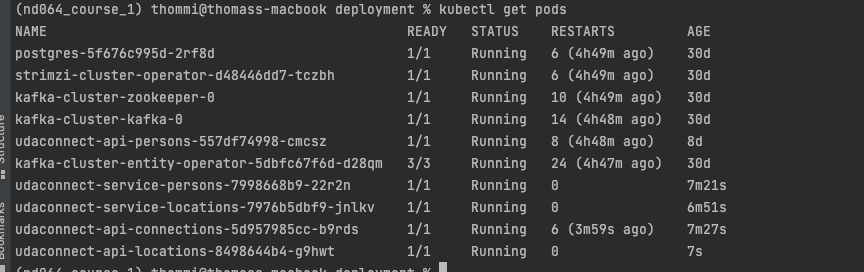 (nd064_course_1) thommi@thomass-macbook deployment % kubectl get pods
NAME READY STATUS RESTARTS AGE
postgres-5f676c995d-2rf8d 1/1 Running 6 (4h49m ago) 30d
strimzi-cluster-operator-d48446dd7-tczbh 1/1 Running 6 (4h49m ago) 30d
kafka-cluster-zookeeper-0 1/1 Running 10 (4h49m ago) 30d
kafka-cluster-kafka-0 1/1 Running 14 (4h48m ago) 30d
udaconnect-api-persons-557df74998-cmcsz 1/1 Running 8 (4h48m ago) 8d
kafka-cluster-entity-operator-5dbfc67f6d-d28qm 3/3 Running 24 (4h47m ago) 30d
udaconnect-service-persons-7998668b9-22r2n 1/1 Running 0 7m21s
udaconnect-service-locations-7976b5dbf9-jnlkv 1/1 Running 0 6m51s
udaconnect-api-connections-5d957985cc-b9rds 1/1 Running 6 (3m59s ago) 7m27s
udaconnect-api-locations-8498644b4-g9hwt 1/1 Running 0 7s
(nd064_course_1) thommi@thomass-macbook deployment %
Structure
Bookmarks